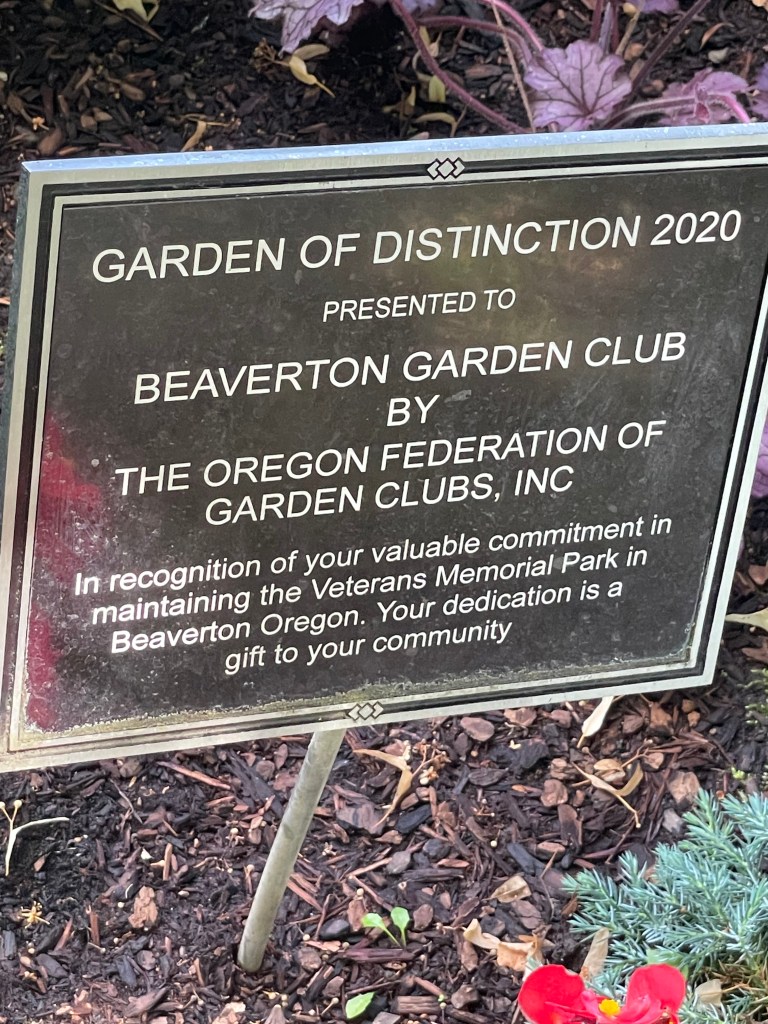 GARDEN OF DISTINCTION 2020
PRESENTED TO
BEAVERTON GARDEN CLUB
BY
THE OREGON FEDERATION OF
GARDEN CLUBS, INC
In recognition of your valuable commitment in
maintaining the Veterans Memorial Park in
Beaverton Oregon. Your dedication is a
gift to your community